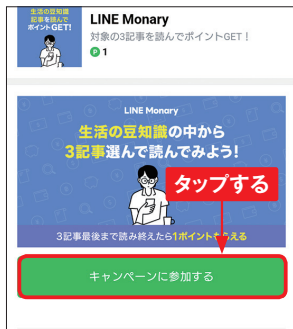 生活の豆知識
記事を読んで
ポイントGET!
LINE Monary
対象の3記事を読んでポイントGET！
P 1
LINE Monary
生活の豆知識の中から
3記事選んで読んでみよう!
タップする
3記事最後まで読み終えたら1ポイントもらえる
キャンペーンに参加する